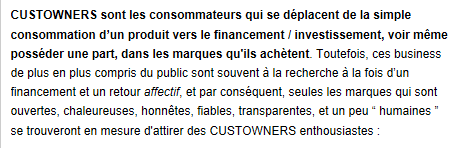 CUSTOWNERS sont les consommateurs qui se déplacent de la simple
consommation d'un produit vers le financement / investissement, voir même
posséder une part, dans les marques qu'ils achètent. Toutefois, ces business
de plus en plus compris du public sont souvent à la recherche à la fois d'un
financement et un retour affectif, et par conséquent, seules les marques qui sont
ouvertes, chaleureuses, honnêtes, fiables, transparentes, et un peu “ humaines ”
se trouveront en mesure d'attirer des CUSTOWNERS enthousiastes :